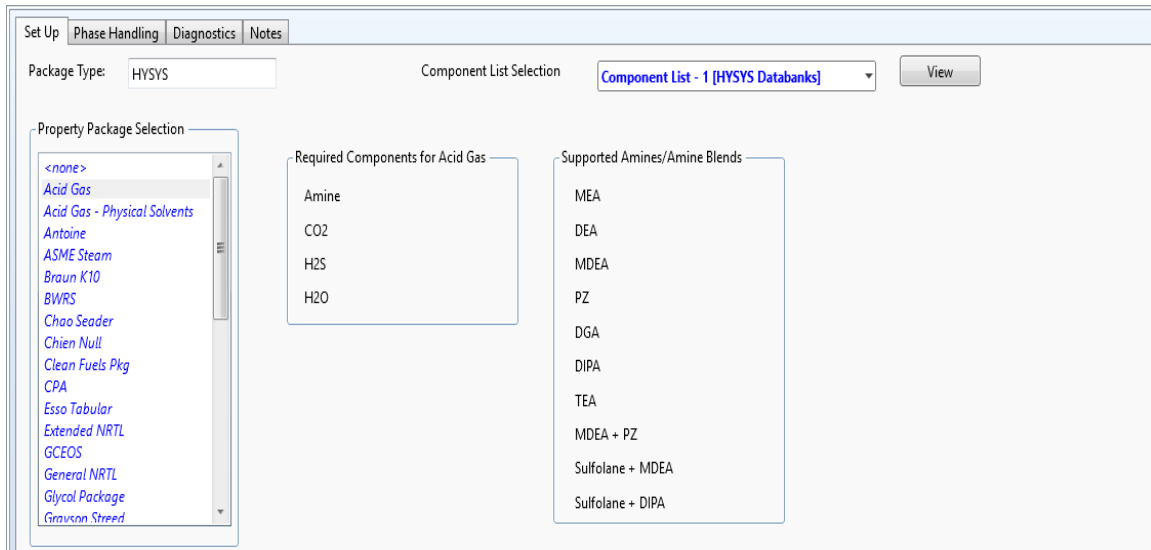 Set Up Phase Handling Diagnostics Notes
Package Type: HYSYS Component List Selection Component List - 1 [HYSYS Databanks] View
Property Package Selection
<none>
Acid Gas
Acid Gas - Physical Solvents
Antoine
ASME Steam
Braun K10
BWRS
Chao Seader
Chien Null
Clean Fuels Pkg
CPA
Esso Tabular
Extended NRTL
GCEOS
General NRTL
Glycol Package
Grayson Streed
Required Components for Acid Gas
Amine
CO2
H2S
H2O
Supported Amines/Amine Blends
MEA
DEA
MDEA
PZ
DGA
DIPA
TEA
MDEA + PZ
Sulfolane + MDEA
Sulfolane + DIPA